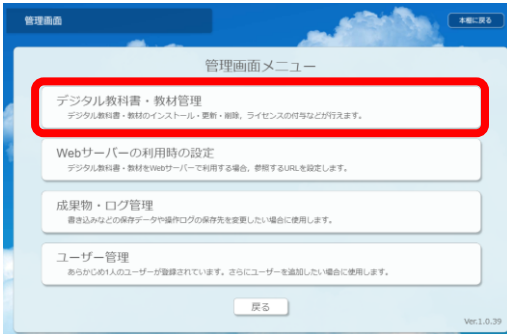 管理画面
本棚に戻る
管理画面メニュー
デジタル教科書・教材管理
デジタル教科書・教材のインストール・更新・削除，ライセンスの付与などが行えます。
Webサーバーの利用時の設定
デジタル教科書・教材をWebサーバーで利用する場合，参照するURLを設定します。
成果物・ログ管理
書き込みなどの保存データや操作ログの保存先を変更したい場合に使用します。
ユーザー管理
あらかじめ1人のユーザーが登録されています。さらにユーザーを追加したい場合に使用します。
戻る
Ver.1.0.39